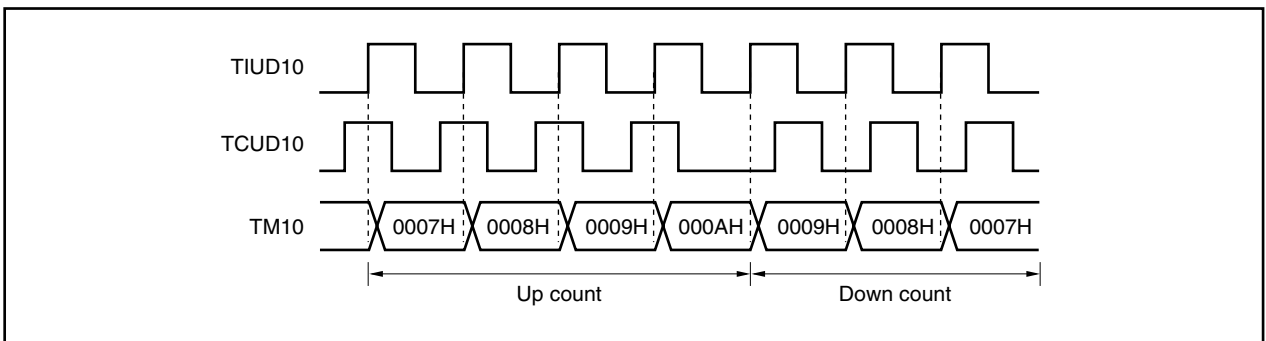 TIUD10
TCUD10
TM10 0007H 0008H 0009H 000AH 0009H 0008H 0007H
Up count Down count